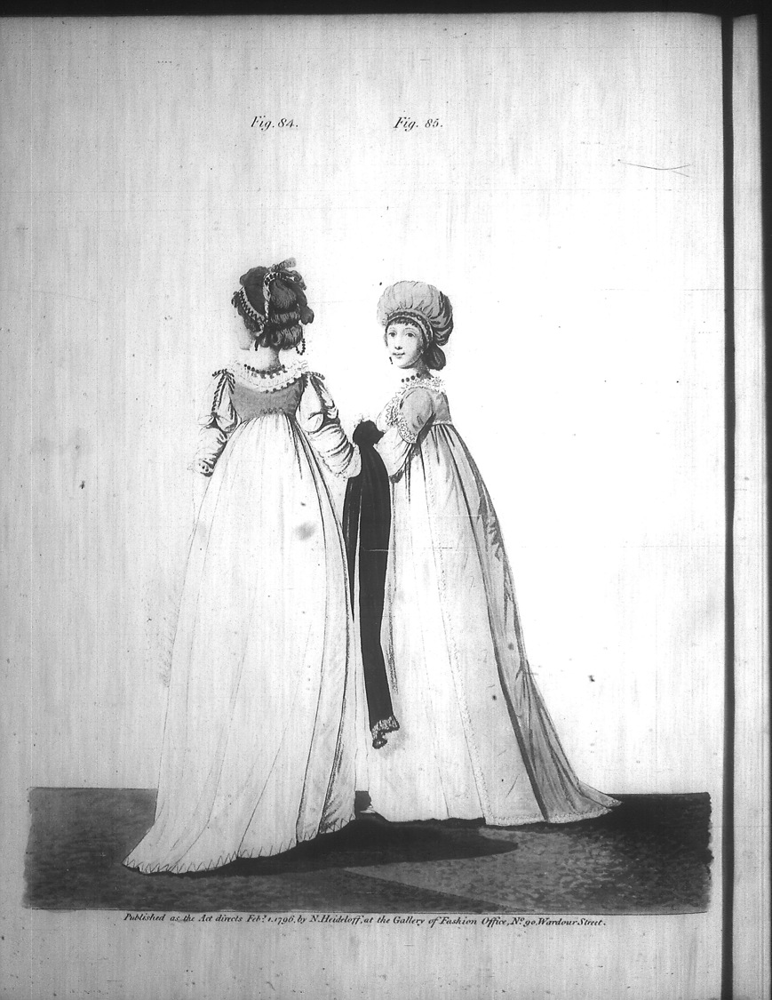 Fig. 84.
Fig. 85.
Published as the Act directs Feb.y 1. 1796, by N. Heideloff, at the Gallery of Fashion Office, No. 90, Wardour Street.